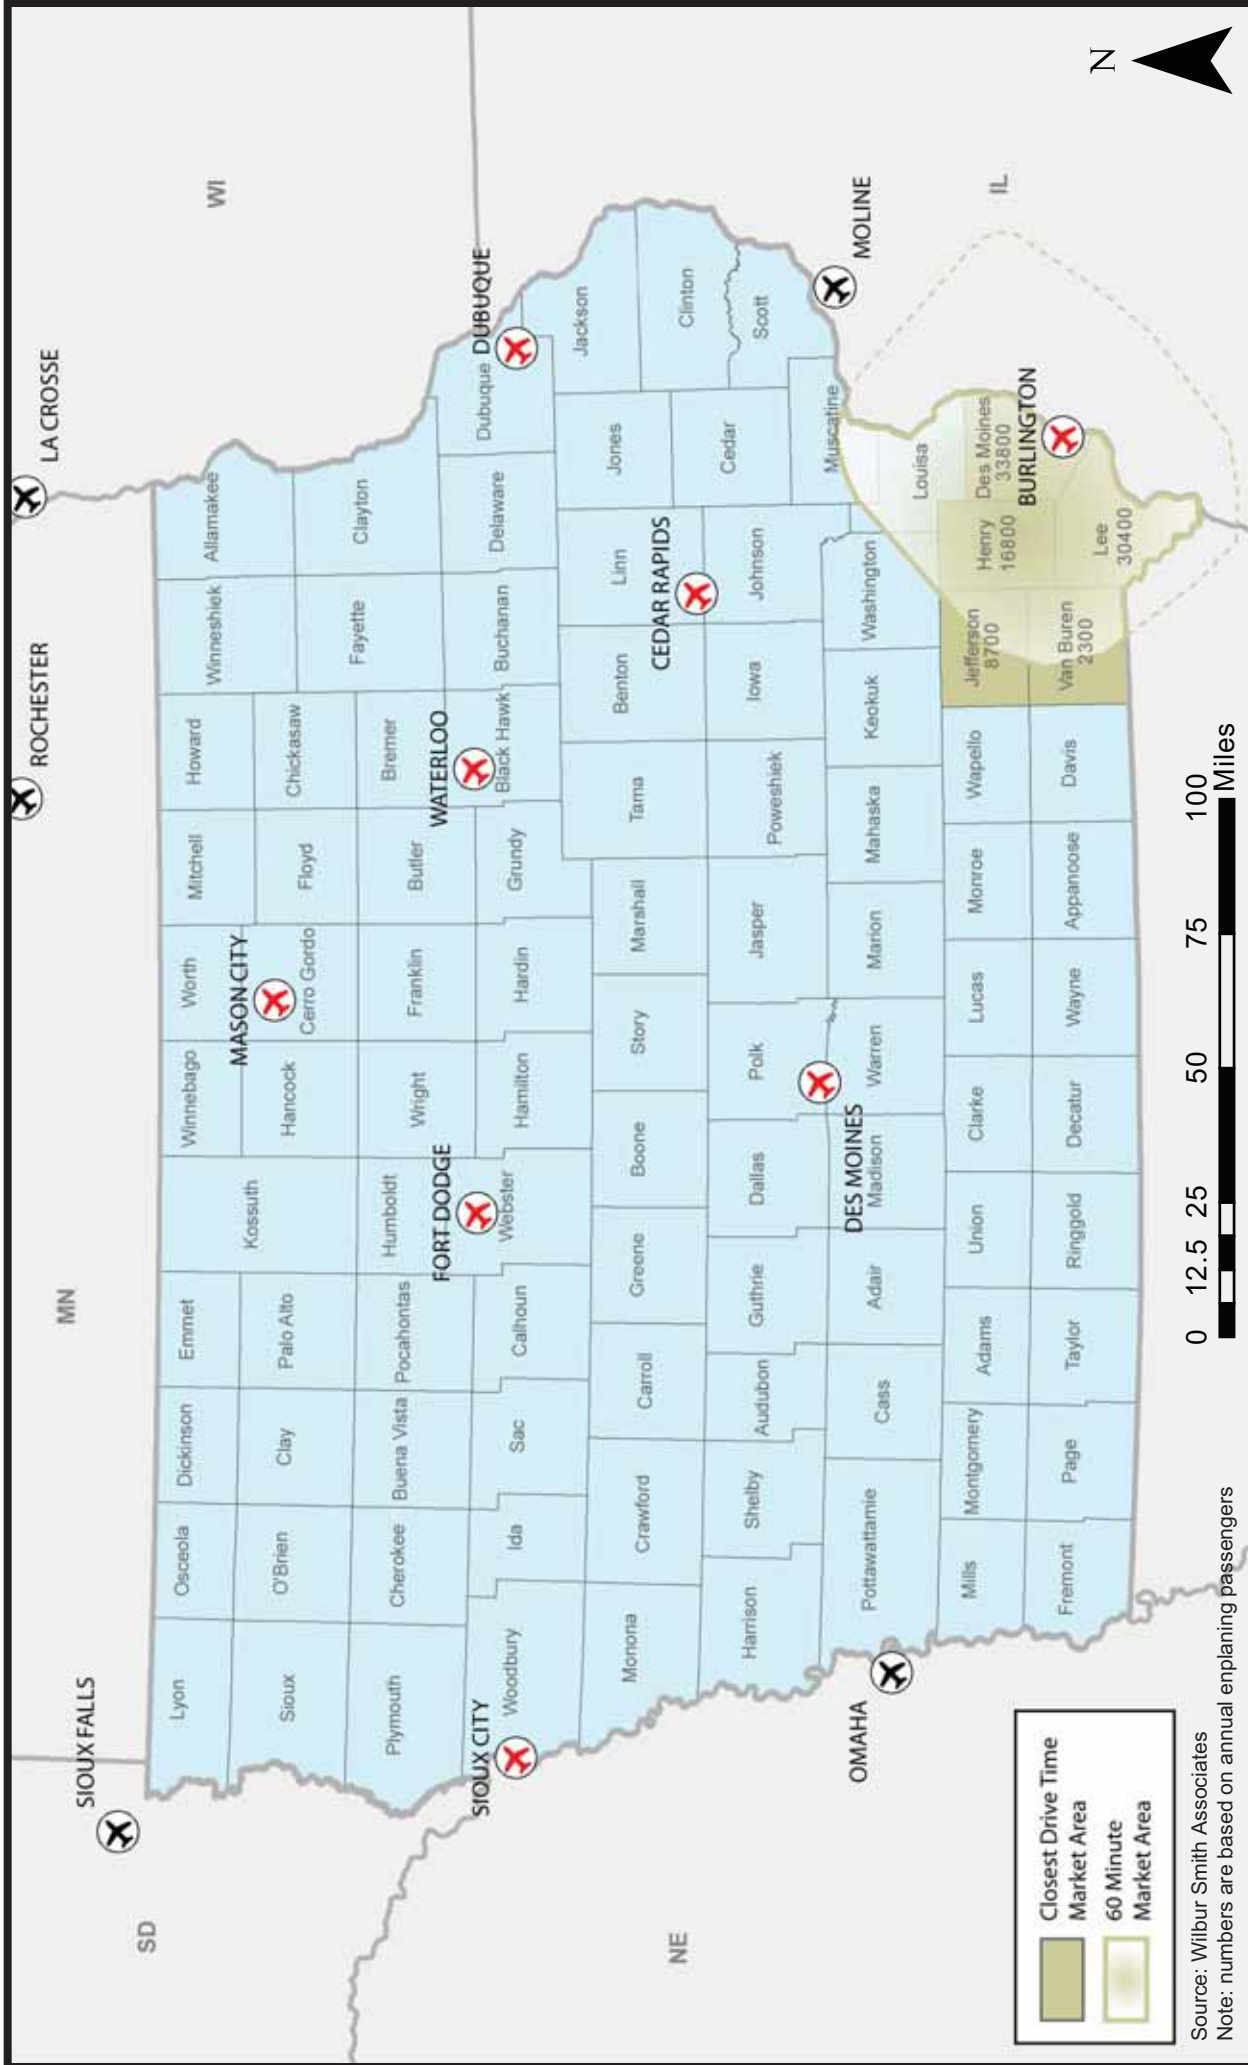 SD
MN
WI
NE
IL
N
SIOUX FALLS
ROCHESTER
LA CROSSE
Lyon
Osceola
Dickinson
Emmet
Kossuth
Winnebago
Worth
Mitchell
Howard
Winneshiek
Allamakee
MASON CITY
Sioux
O'Brien
Clay
Palo Alto
Hancock
Cerro Gordo
Floyd
Chickasaw
Fayette
Clayton
Plymouth
Cherokee
Buena Vista
Pocahontas
Humboldt
Wright
Franklin
Butler
Bremer
FORT DODGE
WATERLOO
SIOUX CITY
Dubuque
DUBUQUE
Woodbury
Ida
Sac
Calhoun
Webster
Hamilton
Hardin
Grundy
Black Hawk
Buchanan
Delaware
Jackson
Monona
Crawford
Carroll
Greene
Boone
Story
Marshall
Tama
Benton
Linn
Jones
CEDAR RAPIDS
Clinton
Harrison
Shelby
Audubon
Guthrie
Dallas
Polk
Jasper
Poweshiek
Iowa
Johnson
Cedar
Scott
MOLINE
Muscatine
OMAHA
Pottawattamie
Cass
Adair
Madison
DES MOINES
Warren
Marion
Mahaska
Keokuk
Washington
Louisa
Mills
Montgomery
Adams
Union
Clarke
Lucas
Monroe
Wapello
Jefferson
8700
Henry
16800
Des Moines
33800
BURLINGTON
Fremont
Page
Taylor
Ringgold
Decatur
Wayne
Appanoose
Davis
Van Buren
2300
Lee
30400
Closest Drive Time
Market Area
60 Minute
Market Area
0 12.5 25 50 75 100
Miles
Source: Wilbur Smith Associates
Note: numbers are based on annual enplaning passengers